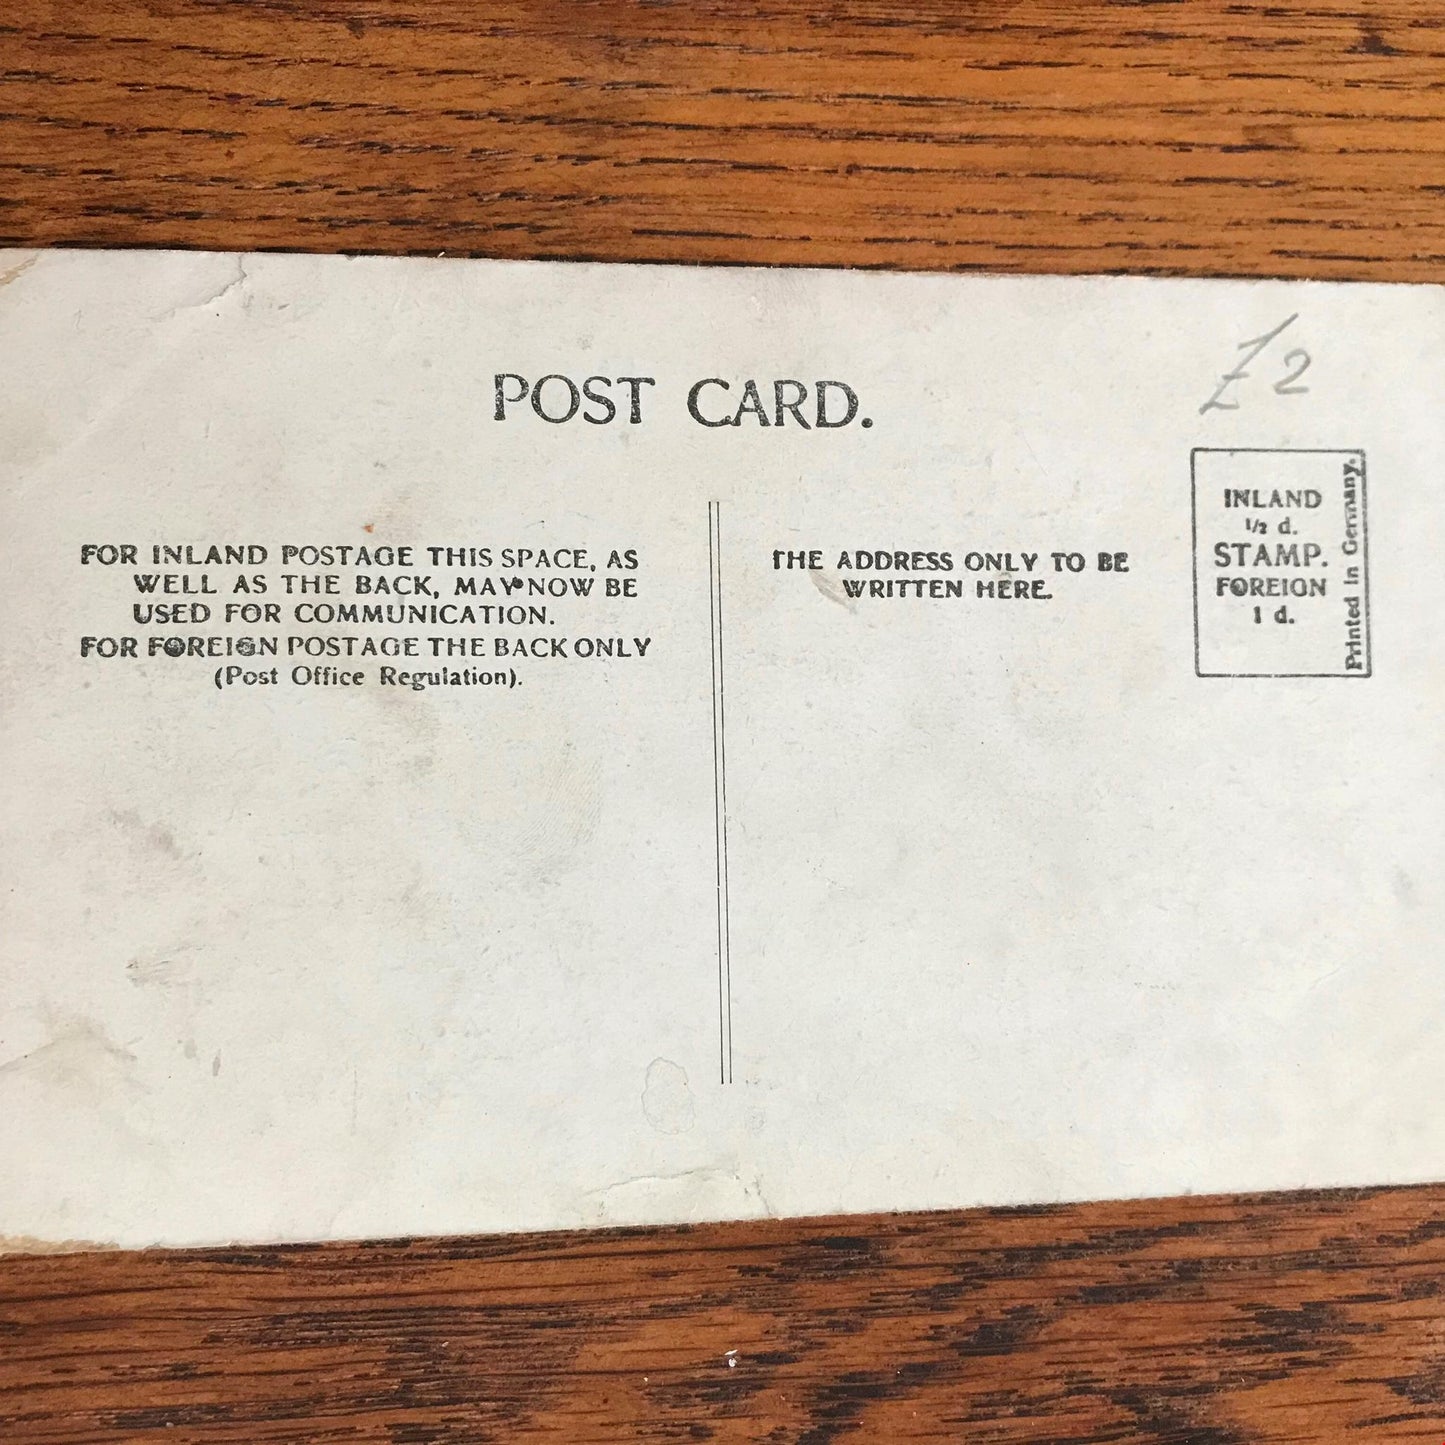 POST CARD.
£2
FOR INLAND POSTAGE THIS SPACE, AS
WELL AS THE BACK, MAY NOW BE
USED FOR COMMUNICATION.
FOR FOREIGN POSTAGE THE BACK ONLY
(Post Office Regulation).
THE ADDRESS ONLY TO BE
WRITTEN HERE.
INLAND
½ d.
STAMP.
FOREIGN
1 d.
Printed in Germany.